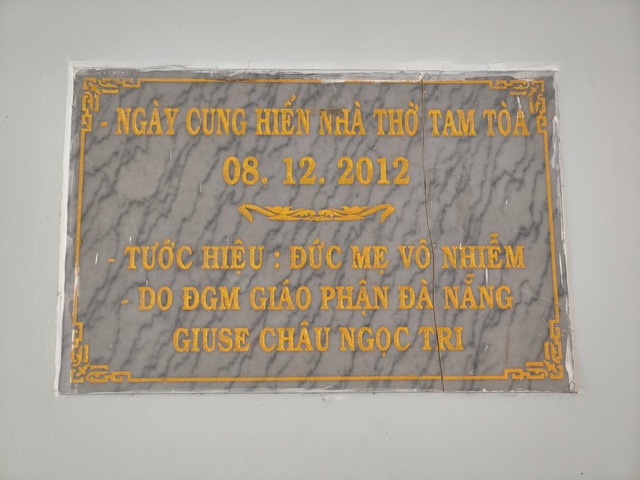 - NGÀY CUNG HIẾN NHÀ THỜ TAM TÒA
08. 12. 2012
- TƯỚC HIỆU : ĐỨC MẸ VÔ NHIỄM
- DO ĐGM GIÁO PHẬN ĐÀ NẴNG
GIUSE CHÂU NGỌC TRI